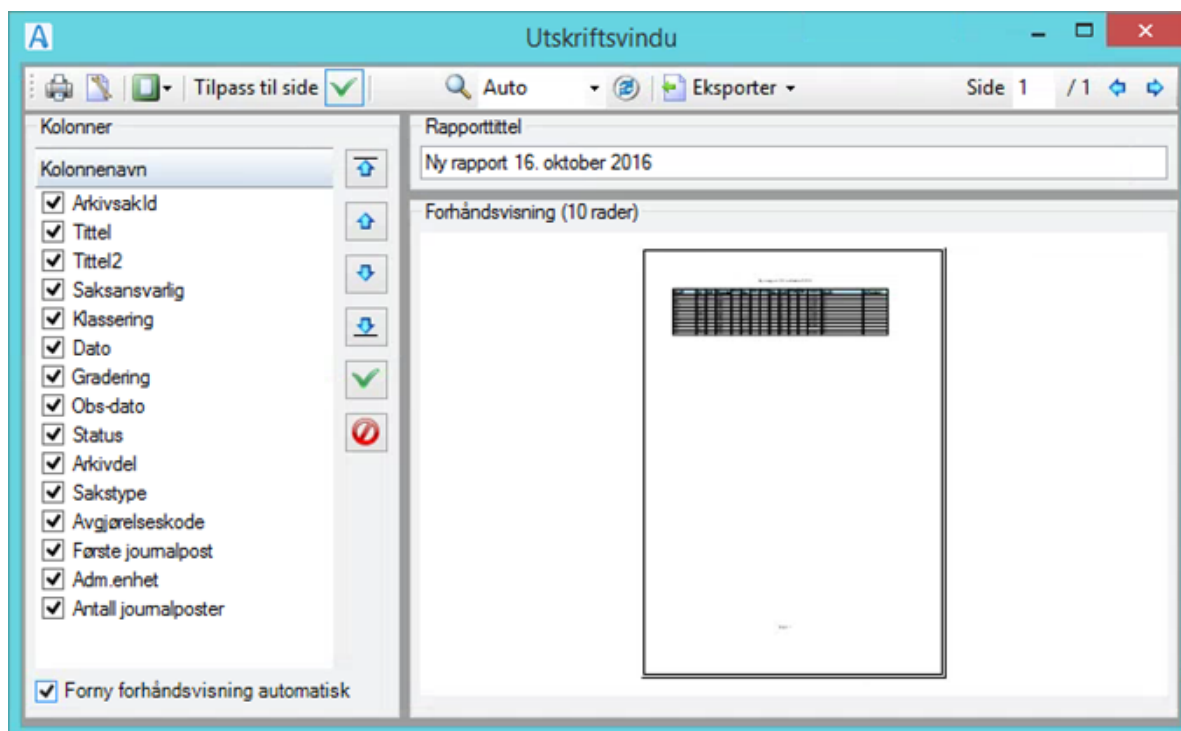 Utskriftsvindu
Tilpass til side
Auto
Eksporter
Side 1 / 1
Kolonner
Kolonnenavn
ArkivsakId
Tittel
Tittel2
Saksansvarlig
Klassering
Dato
Gradering
Obs-dato
Status
Arkivdel
Sakstype
Avgjørelseskode
Første journalpost
Adm.enhet
Antall journalposter
Forny forhåndsvisning automatisk
Rapporttittel
Ny rapport 16. oktober 2016
Forhåndsvisning (10 rader)